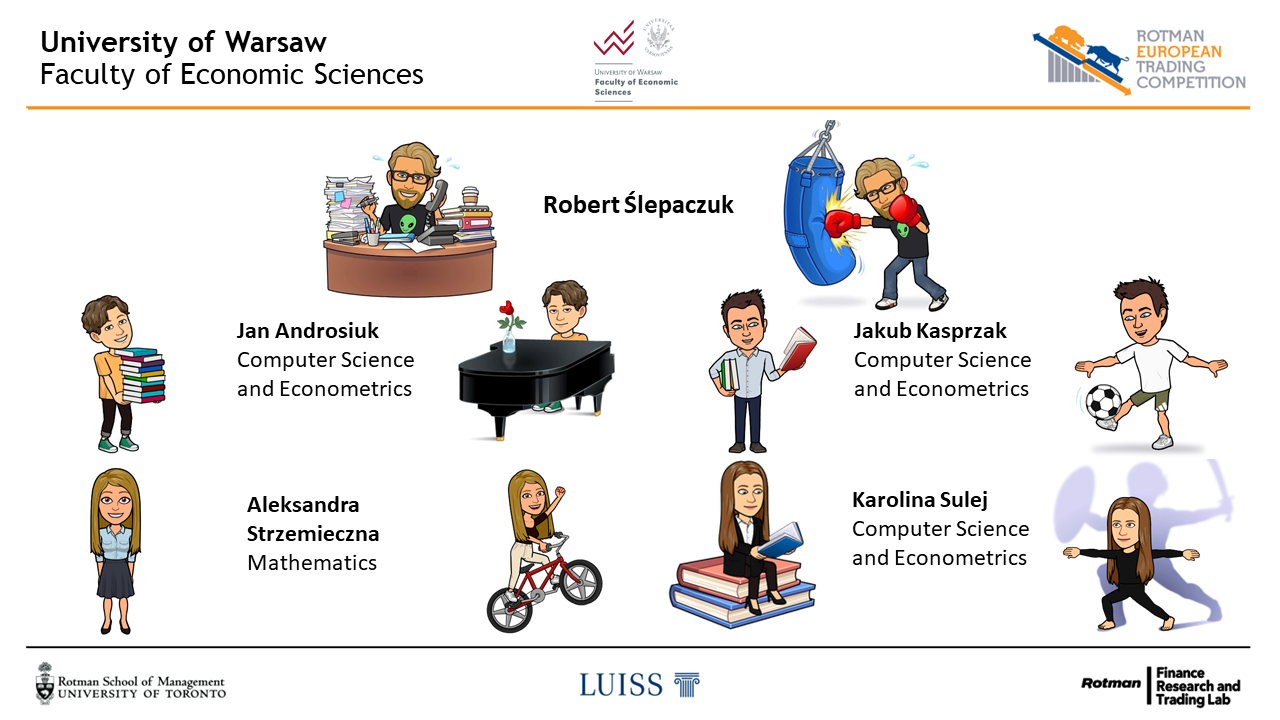 University of Warsaw
Faculty of Economic Sciences
UNIVERSITY OF WARSAW
Faculty of Economic
Sciences
ROTMAN
EUROPEAN
TRADING
COMPETITION
Robert Ślepaczuk
Jan Androsiuk
Computer Science
and Econometrics
Jakub Kasprzak
Computer Science
and Econometrics
Aleksandra
Strzemieczna
Mathematics
Karolina Sulej
Computer Science
and Econometrics
Rotman School of Management
UNIVERSITY OF TORONTO
LUISS
Rotman
Finance
Research and
Trading Lab